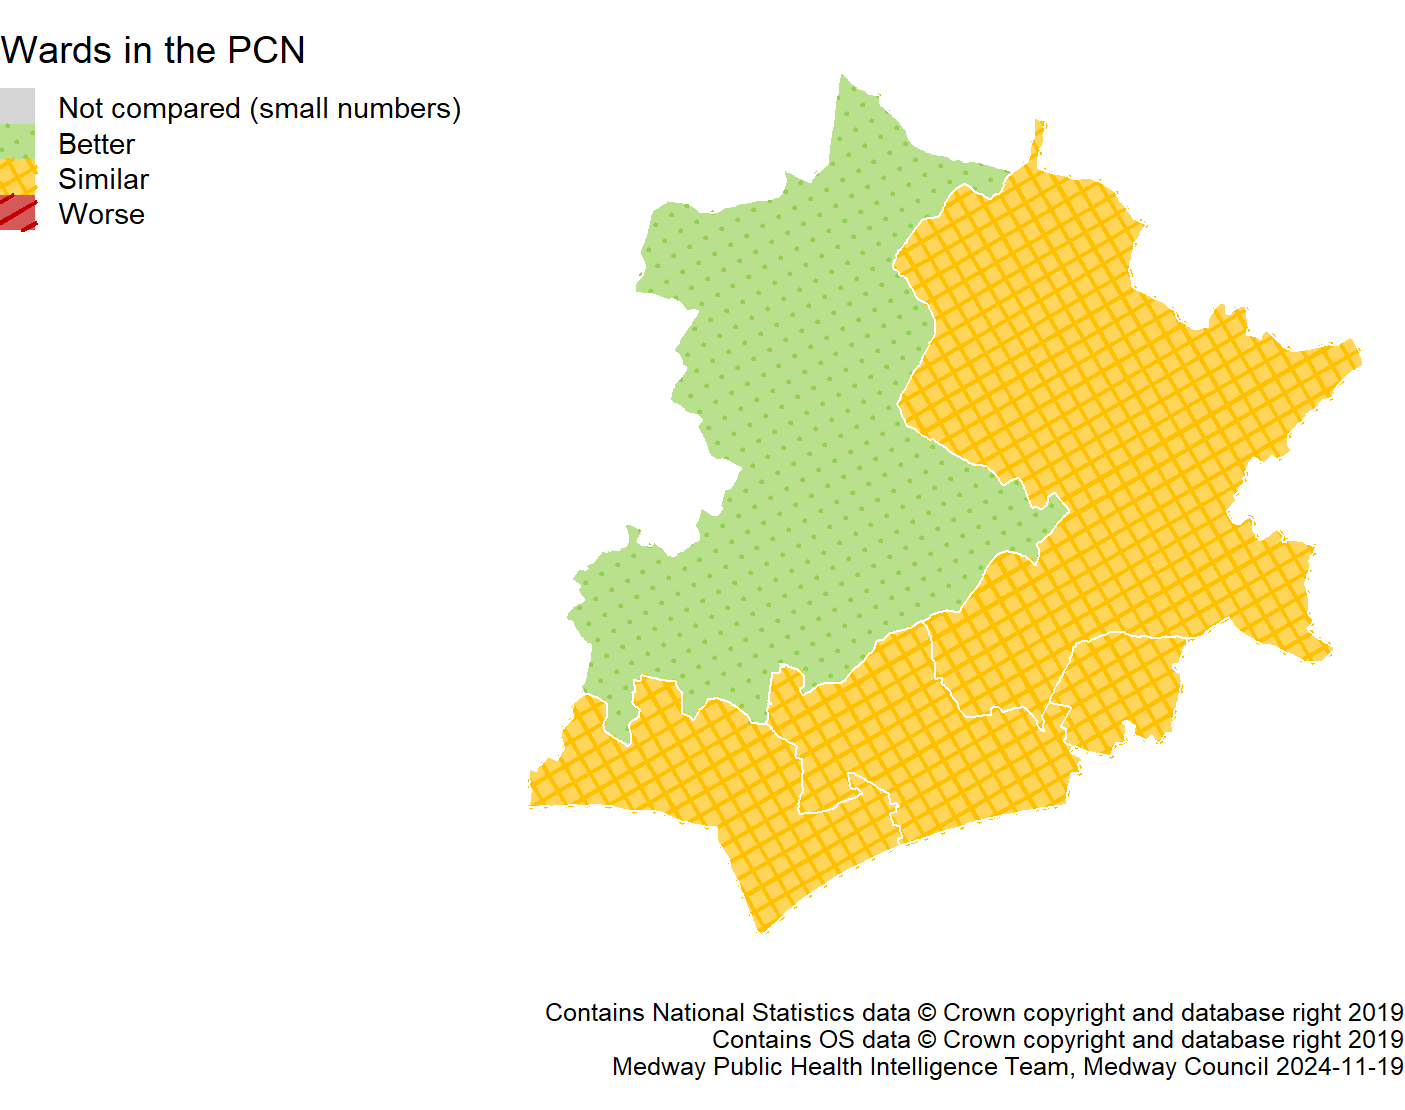 Wards in the PCN
Not compared (small numbers)
Better
Similar
Worse
Contains National Statistics data © Crown copyright and database right 2019
Contains OS data © Crown copyright and database right 2019
Medway Public Health Intelligence Team, Medway Council 2024-11-19